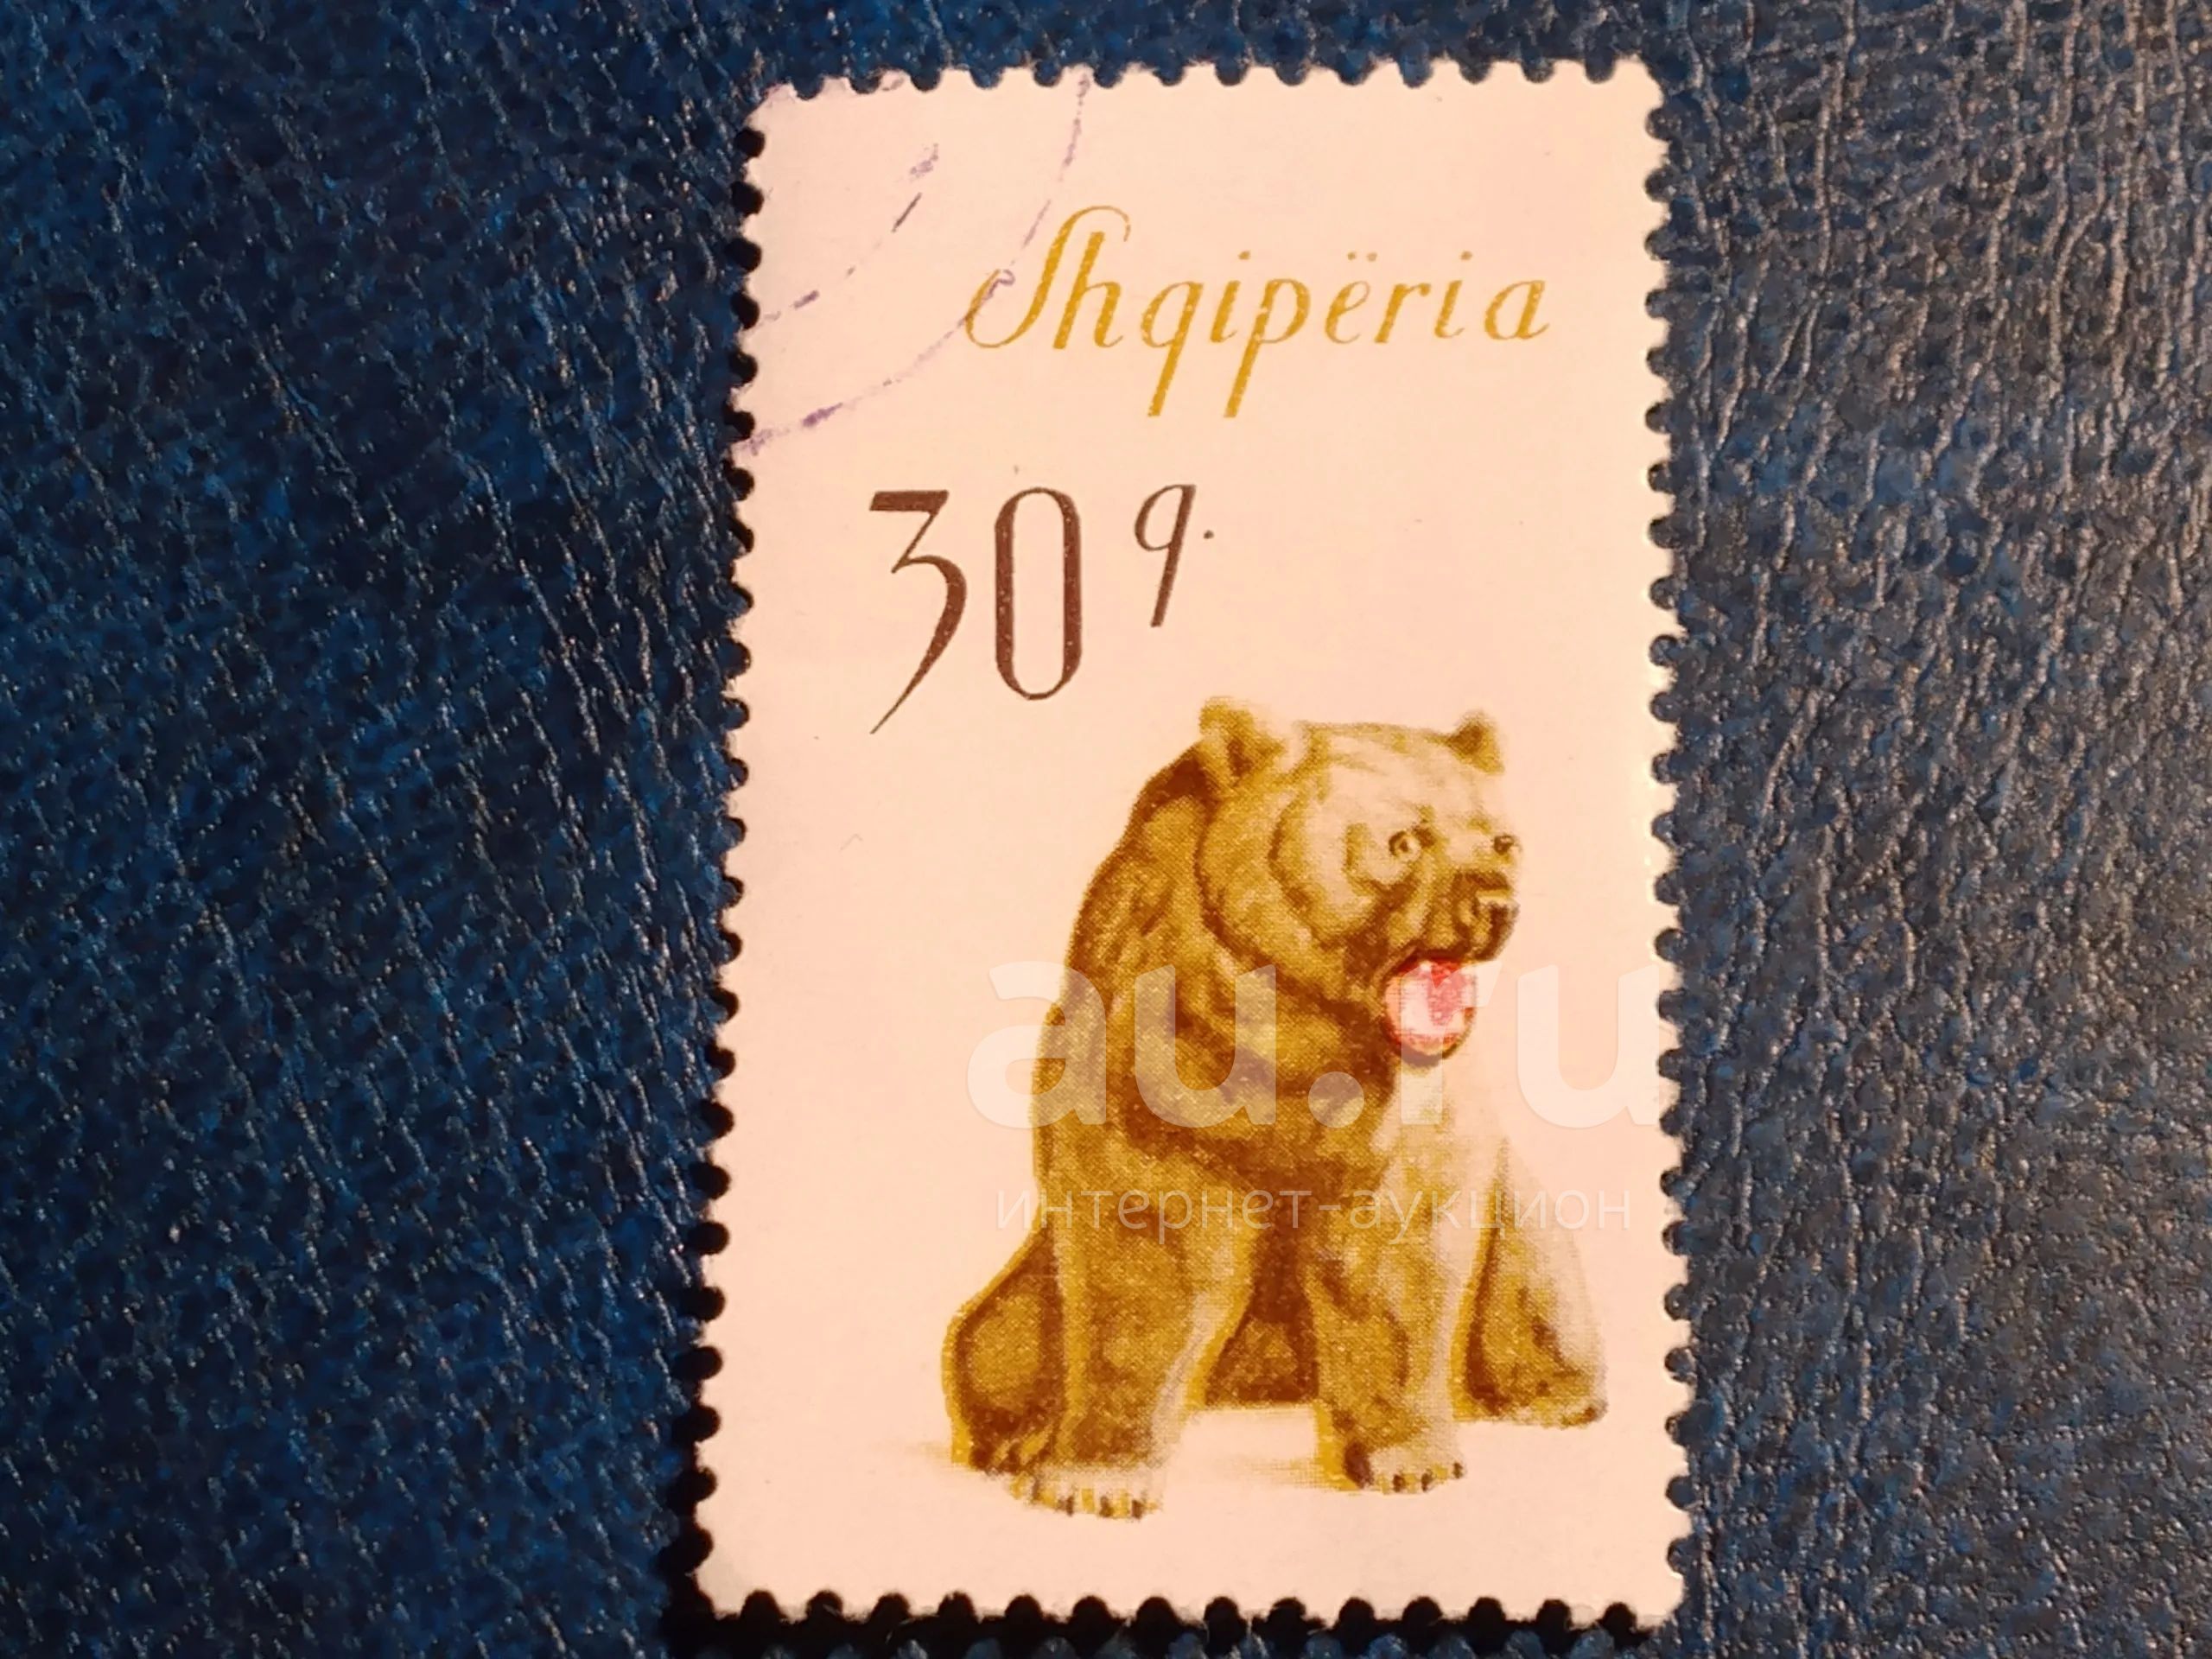 Shqipëria
30 q.
au.ru
интернет-аукцион